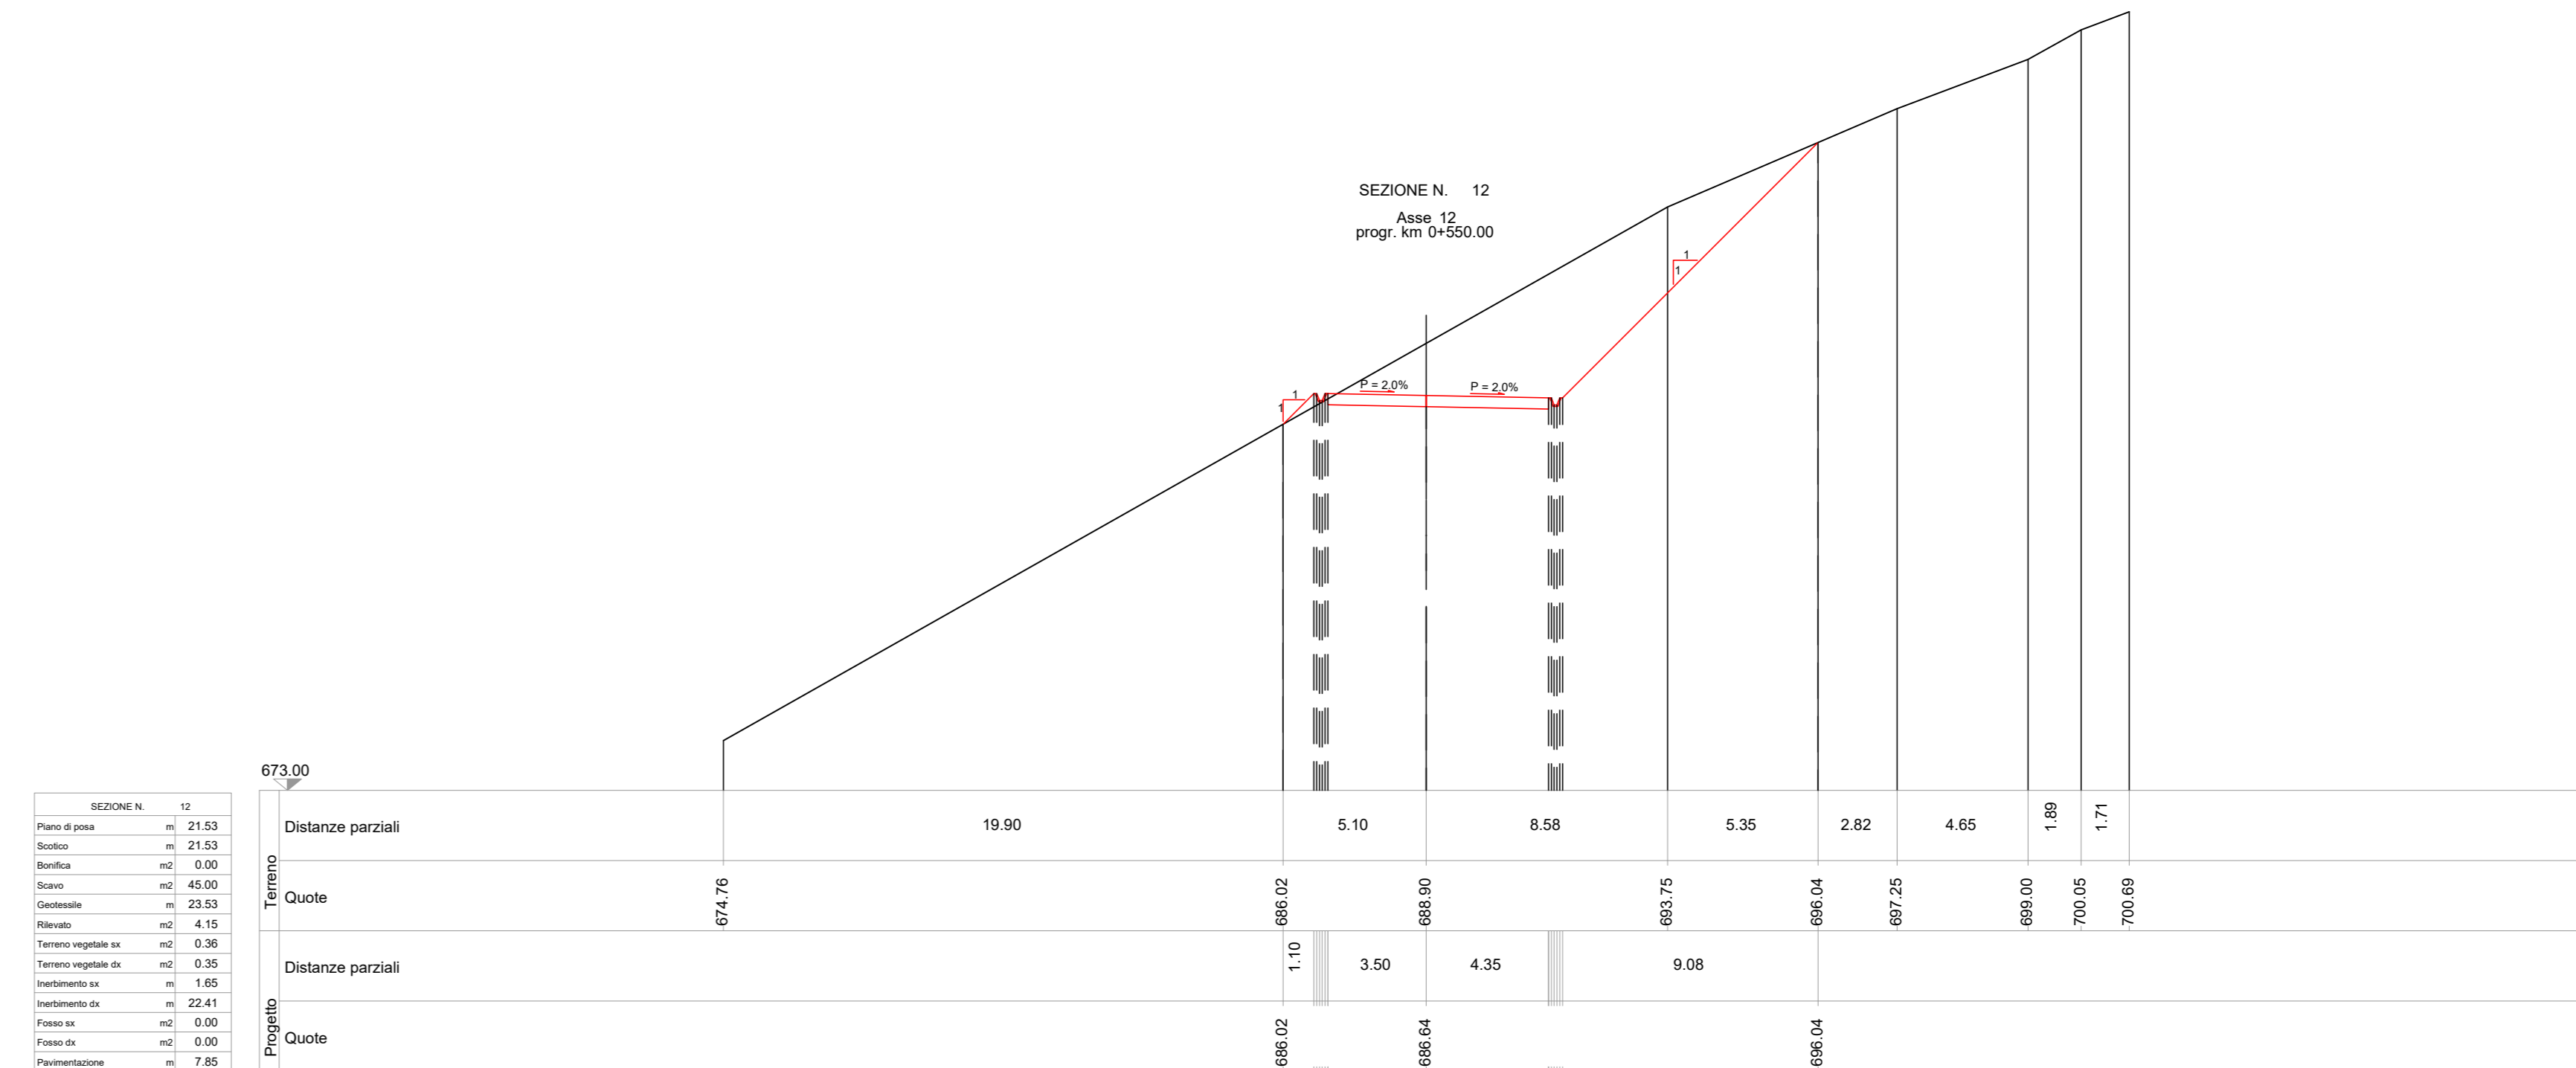 SEZIONE N. 12
Asse 12
progr. km 0+550.00
1
1
1
1
P = 2.0%
P = 2.0%
673.00
SEZIONE N. 12
Piano di posa m 21.53
Scotico m 21.53
Bonifica m2 0.00
Scavo m2 45.00
Geotessile m 23.53
Rilevato m2 4.15
Terreno vegetale sx m2 0.36
Terreno vegetale dx m2 0.35
Inerbimento sx m 1.65
Inerbimento dx m 22.41
Fosso sx m2 0.00
Fosso dx m2 0.00
Pavimentazione m 7.85
Terreno
Distanze parziali 19.90 5.10 8.58 5.35 2.82 4.65 1.89 1.71
Quote 674.76 686.02 688.90 693.75 696.04 697.25 699.00 700.05 700.69
Progetto
Distanze parziali 1.10 3.50 4.35 9.08
Quote 686.02 686.64 696.04